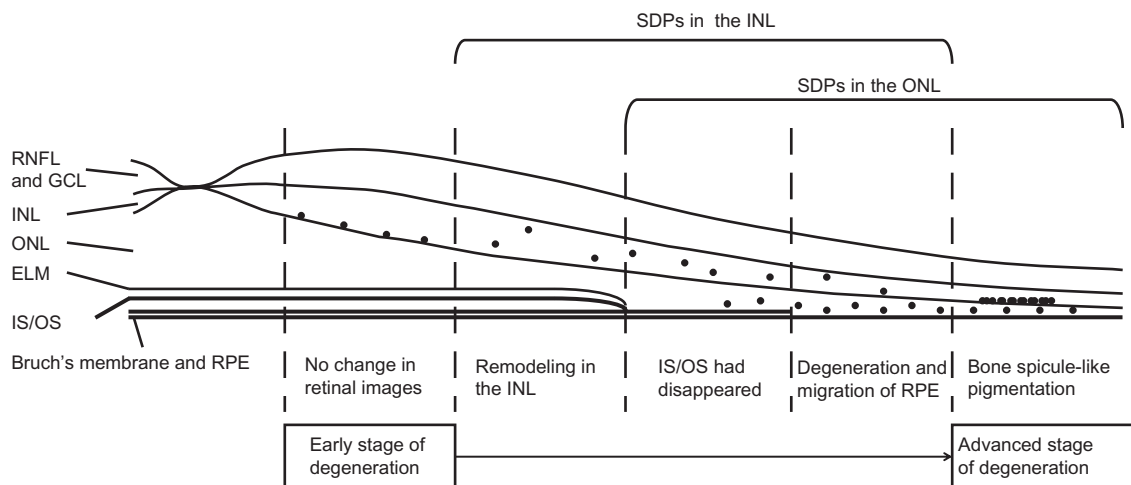 SDPs in the INL
SDPs in the ONL
RNFL
and GCL
INL
ONL
ELM
IS/OS
Bruch's membrane and RPE
No change in
retinal images
Remodeling in
the INL
IS/OS had
disappeared
Degeneration and
migration of RPE
Bone spicule-like
pigmentation
Early stage of
degeneration
Advanced stage
of degeneration